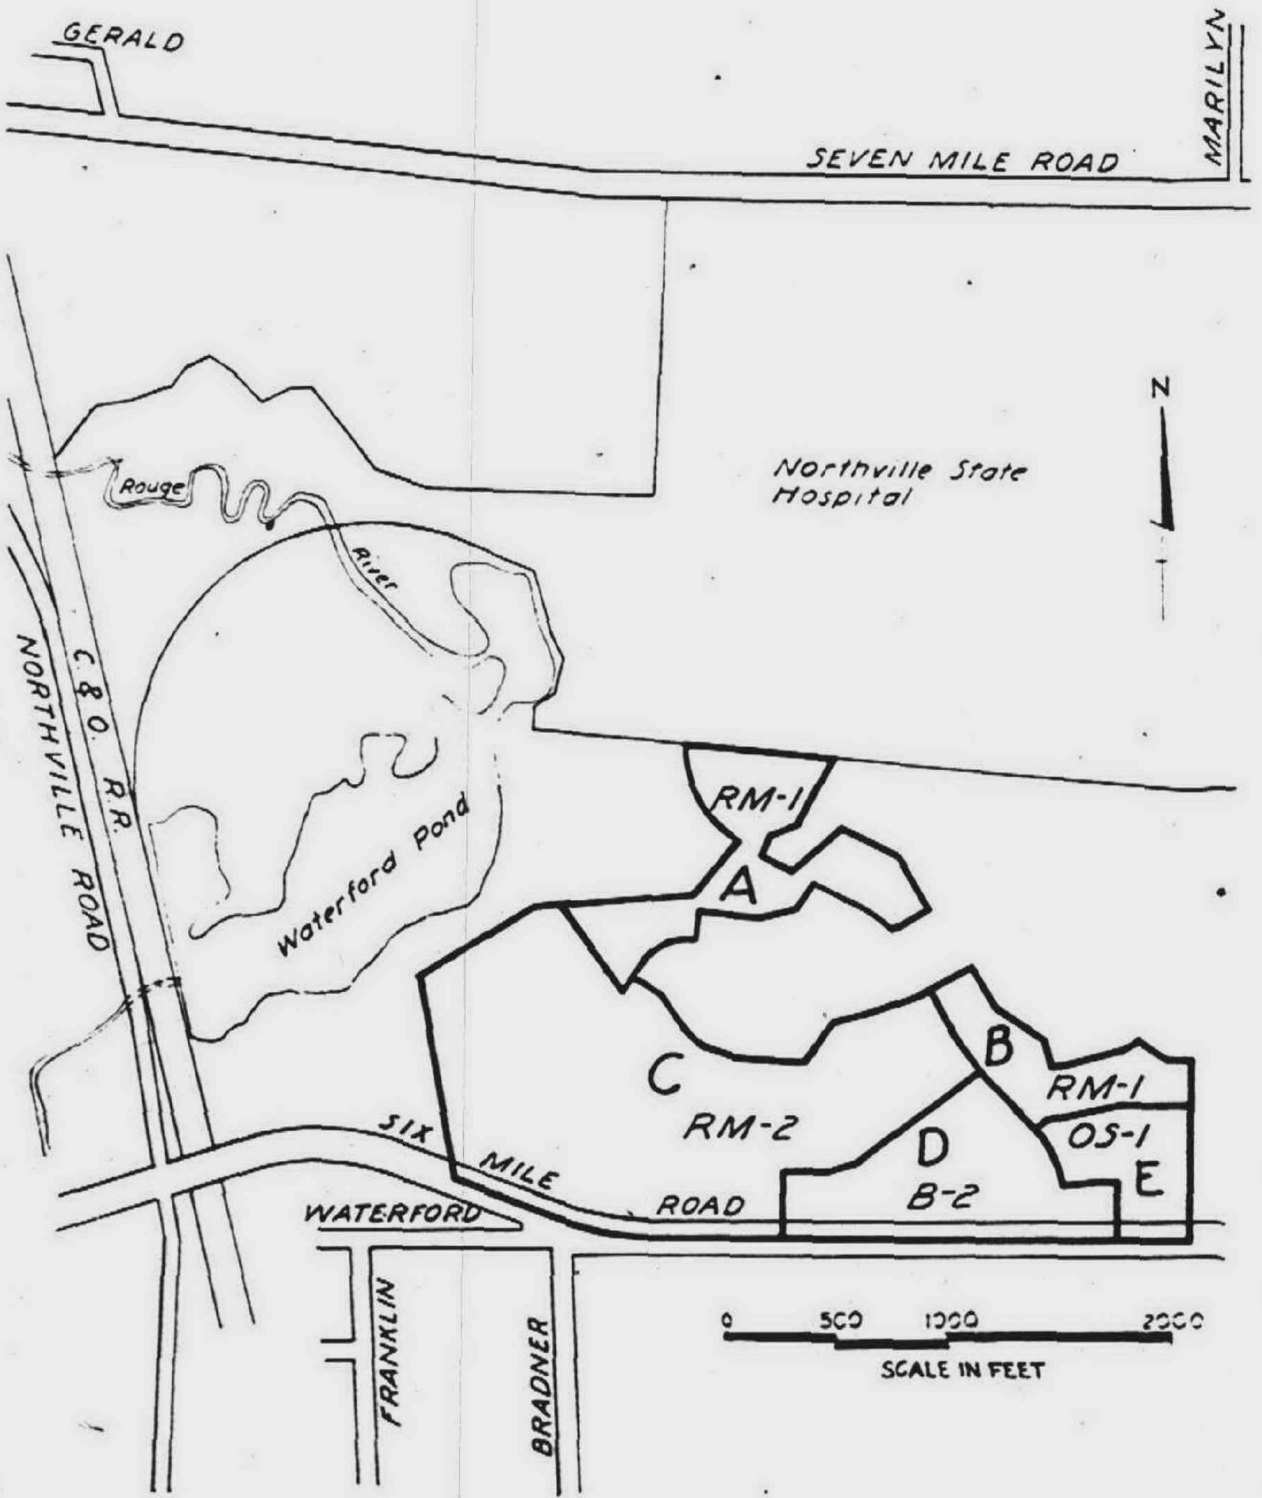 GERALD
MARILYN
SEVEN MILE ROAD
N
Northville State
Hospital
Rouge
River
C. & O. R.R.
NORTHVILLE ROAD
Waterford Pond
RM-1
A
B
C
RM-1
RM-2
OS-1
D
E
B-2
SIX MILE ROAD
WATERFORD
FRANKLIN
BRADNER
0 500 1000 2000
SCALE IN FEET